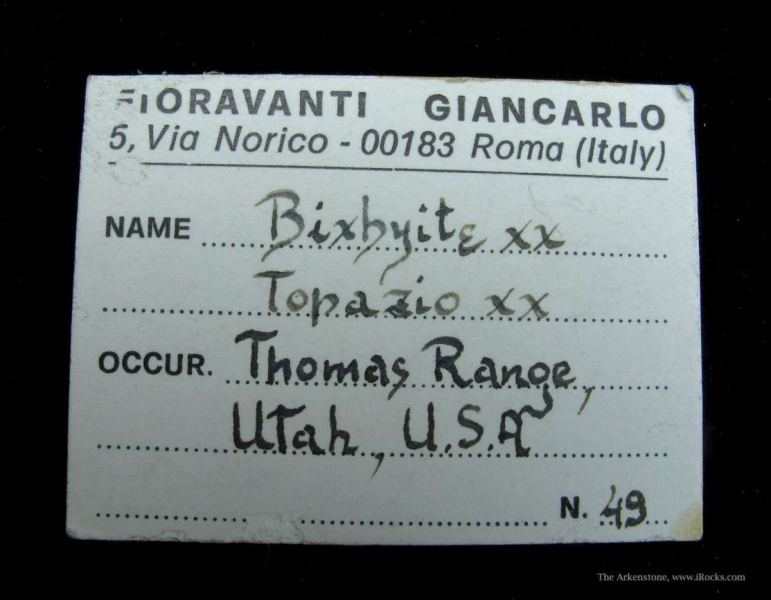 FIORAVANTI GIANCARLO
5, Via Norico - 00183 Roma (Italy)
NAME Bixbyite xx
Topazio xx
OCCUR. Thomas Range,
Utah, U.S.A
N. 49
The Arkenstone, www.iRocks.com